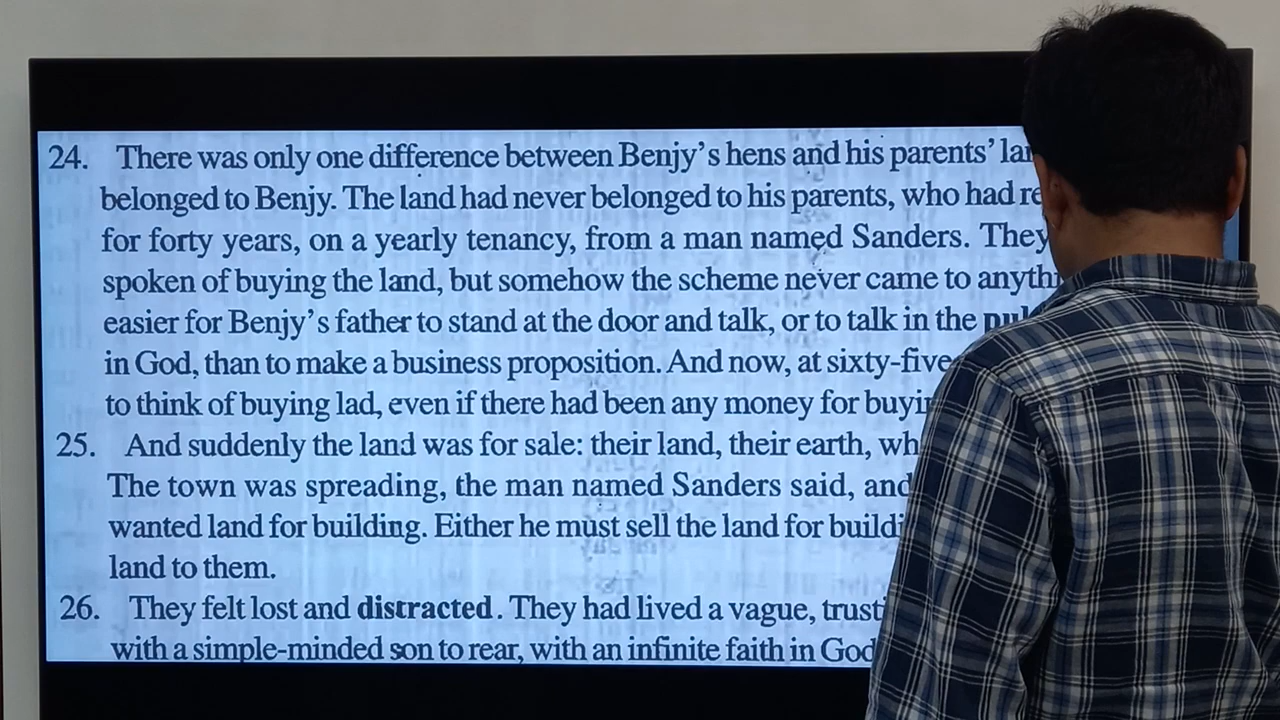 24. There was only one difference between Benjy's hens and his parents'
belonged to Benjy. The land had never belonged to his parents, who had
for forty years, on a yearly tenancy, from a man named Sanders. They
spoken of buying the land, but somehow the scheme never came to
easier for Benjy's father to stand at the door and talk, or to talk in the
in God, than to make a business proposition. And now, at sixty-five
to think of buying lad, even if there had been any money for
25. And suddenly the land was for sale: their land, their earth,
The town was spreading, the man named Sanders said, and
wanted land for building. Either he must sell the land for
land to them.
26. They felt lost and distracted. They had lived a vague,
with a simple-minded son to rear, with an infinite faith in God